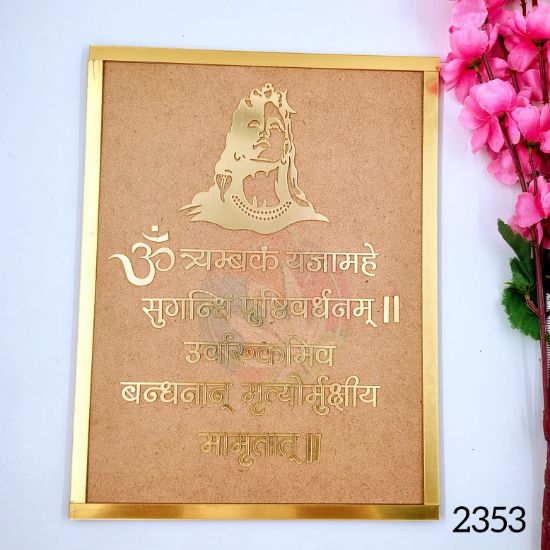 ॐ त्र्यम्बकं यजामहे
सुगन्धिं पुष्टिवर्धनम् ॥
उर्वारुकमिव
बन्धनान् मृत्योर्मुक्षीय
मामृतात् ॥
2353